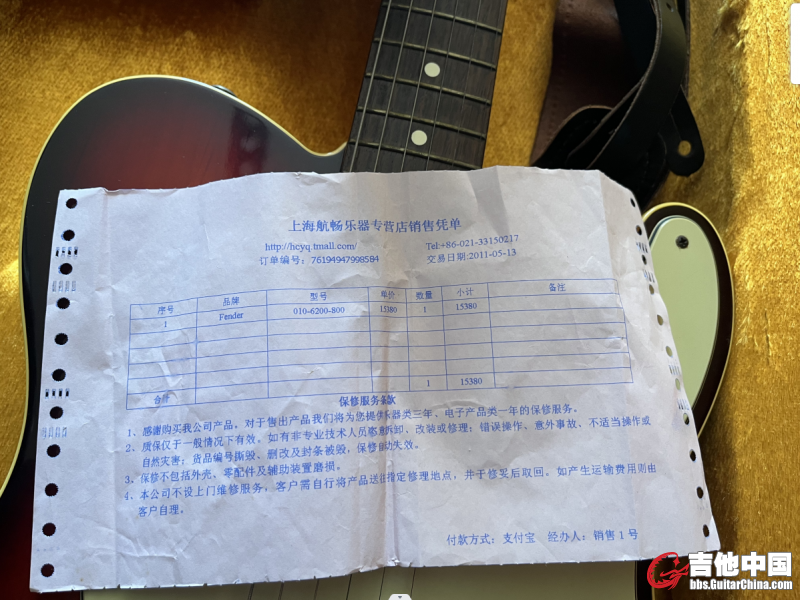 上海航畅乐器专营店销售凭单
http://hcyq.tmall.com/ Tel:+86-021-33150217
订单编号: 76194947998584 交易日期:2011-05-13
序号 品牌 型号 单价 数量 小计 备注
1 Fender 010-6200-800 15380 1 15380
合计 1 15380
保修服务条款
1、感谢购买我公司产品。对于售出产品我们将为您提供乐器类三年、电子产品类一年的保修服务。
2、质保仅于一般情况下有效。如有非专业技术人员恣意拆卸、改装或修理;错误操作、意外事故、不适当操作或
自然灾害;货品编号撕毁、删改及封条被毁,保修自动失效。
3、保修不包括外壳、零配件及辅助装置磨损。
4、本公司不设上门维修服务,客户需自行将产品送往指定修理地点,并于修奖后取回。如产生运输费用则由
客户自理。
付款方式: 支付宝 经办人: 销售1号
吉他中国
bbs.GuitarChina.com